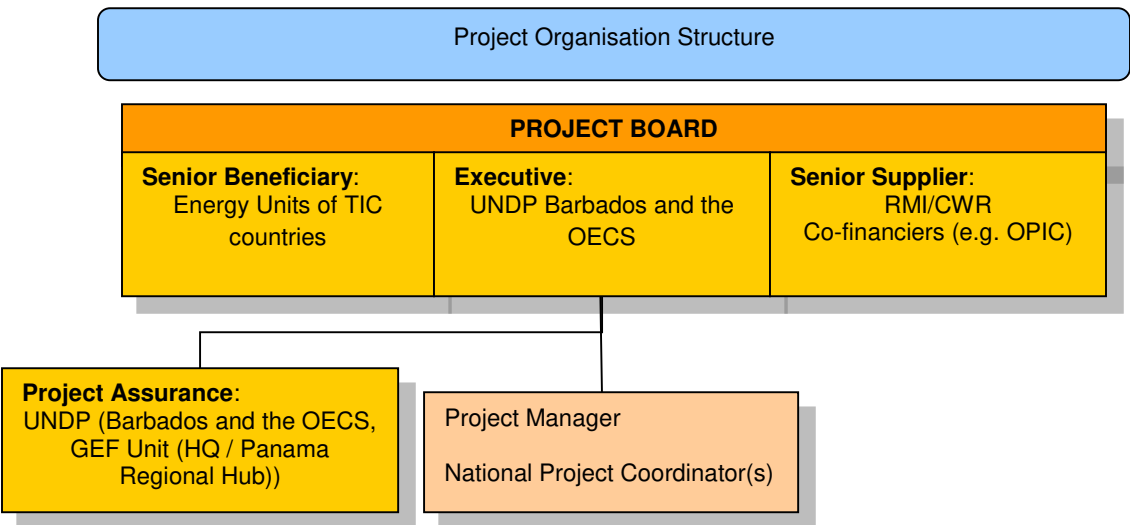 Project Organisation Structure
PROJECT BOARD
Senior Beneficiary:
Energy Units of TIC
countries
Executive:
UNDP Barbados and the
OECS
Senior Supplier:
RMI/CWR
Co-financiers (e.g. OPIC)
Project Assurance:
UNDP (Barbados and the OECS,
GEF Unit (HQ / Panama
Regional Hub))
Project Manager
National Project Coordinator(s)